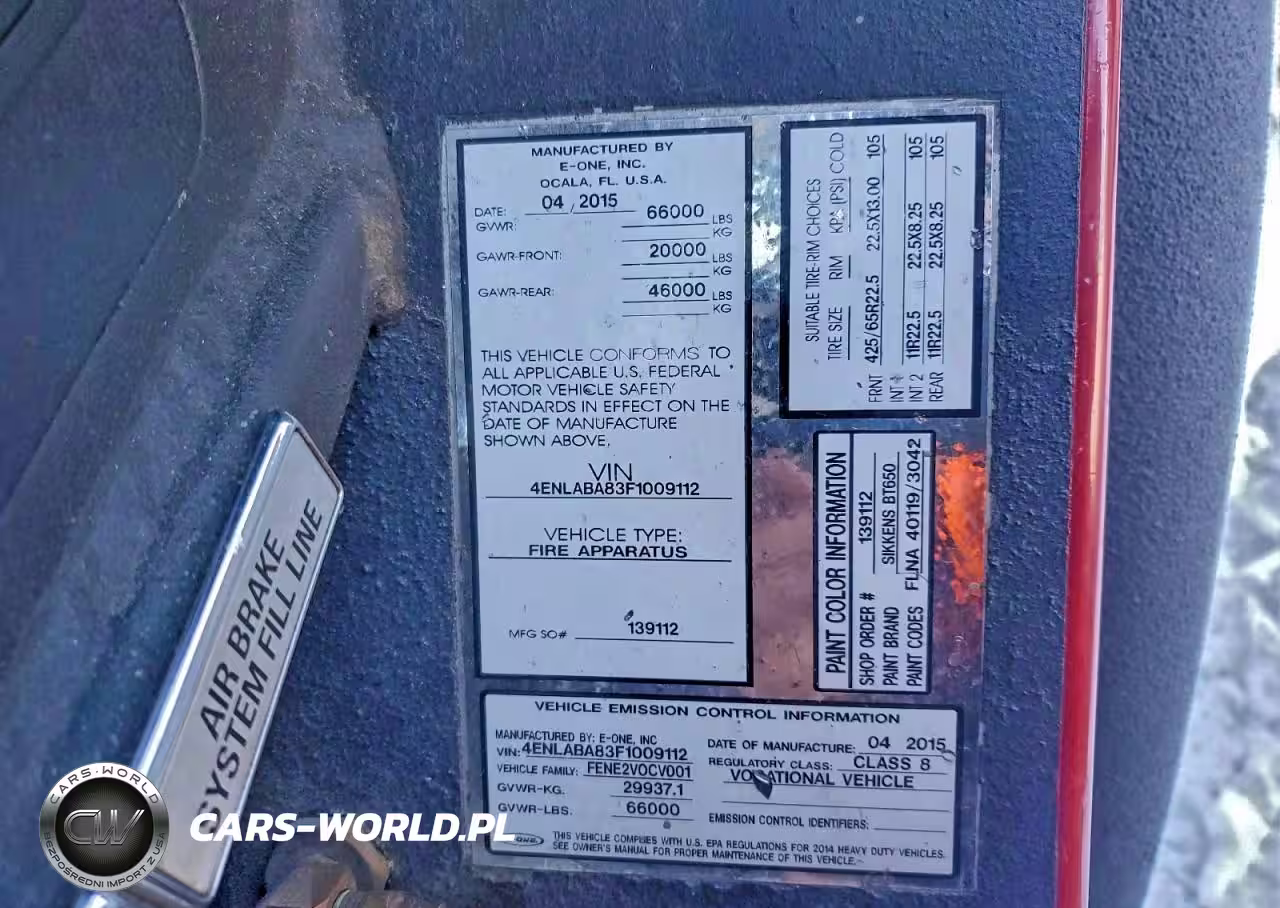 MANUFACTURED BY
E-ONE, INC.
OCALA, FL. U.S.A.
DATE: 04 / 2015
GVWR: 66000 LBS
KG
GAWR-FRONT: 20000 LBS
KG
GAWR-REAR: 46000 LBS
KG
THIS VEHICLE CONFORMS TO
ALL APPLICABLE U.S. FEDERAL
MOTOR VEHICLE SAFETY
STANDARDS IN EFFECT ON THE
DATE OF MANUFACTURE
SHOWN ABOVE,
VIN
4ENLABA83F1009112
VEHICLE TYPE:
FIRE APPARATUS
MFG SO# 139112
SUITABLE TIRE-RIM CHOICES
TIRE SIZE RIM KPA (PSI) COLD
FRNT 425/65R22.5 22.5X13.00 105
INT 11R22.5 22.5X8.25 105
INT 2
REAR 11R22.5 22.5X8.25 105
PAINT COLOR INFORMATION
SHOP ORDER # 139112
PAINT BRAND SIKKENS BT650
PAINT CODES FLNA 40119/3042
VEHICLE EMISSION CONTROL INFORMATION
MANUFACTURED BY: E-ONE, INC
VIN: 4ENLABA83F1009112
VEHICLE FAMILY: FENE2VOCV001
GVWR-KG. 29937.1
GVWR-LBS. 66000
DATE OF MANUFACTURE: 04 2015
REGULATORY CLASS: CLASS 8
VOCATIONAL VEHICLE
EMISSION CONTROL IDENTIFIERS:
E-ONE.
THIS VEHICLE COMPLIES WITH U.S. EPA REGULATIONS FOR 2014 HEAVY DUTY VEHICLES.
SEE OWNER'S MANUAL FOR PROPER MAINTENANCE OF THIS VEHICLE.
AIR BRAKE
SYSTEM FILL LINE
CARS-WORLD
CW
BEZPOŚREDNI IMPORT Z USA
CARS-WORLD.PL